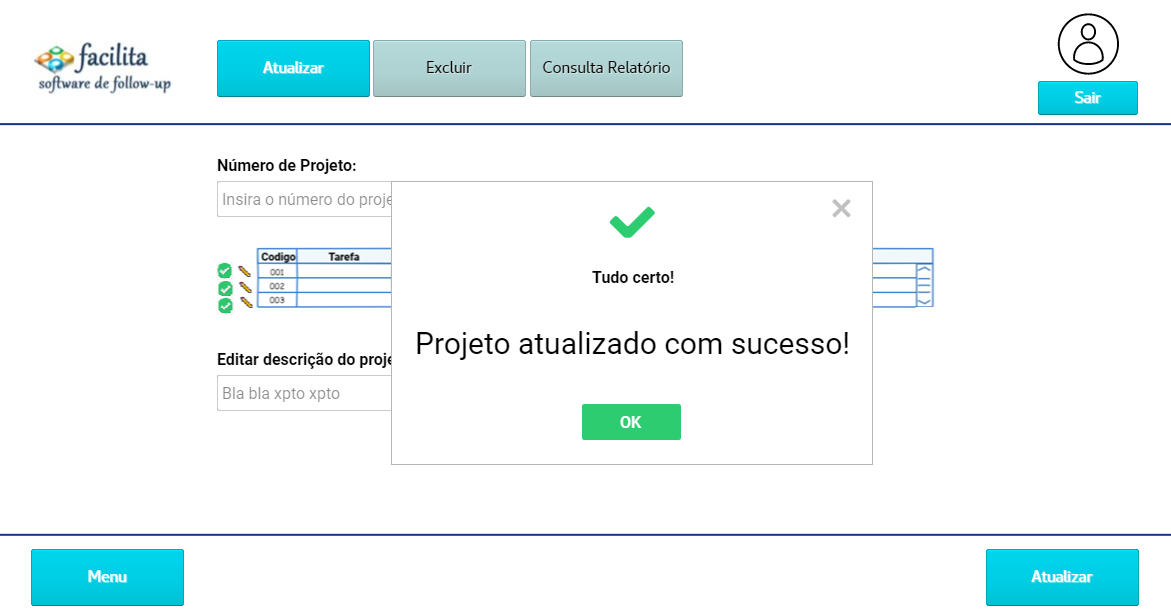 facilita
software de follow-up
Atualizar
Excluir
Consulta Relatório
Sair
Número de Projeto:
Insira o número do proje
Codigo Tarefa
001
002
003
Editar descrição do proje
Bla bla xpto xpto
Tudo certo!
Projeto atualizado com sucesso!
OK
Menu
Atualizar